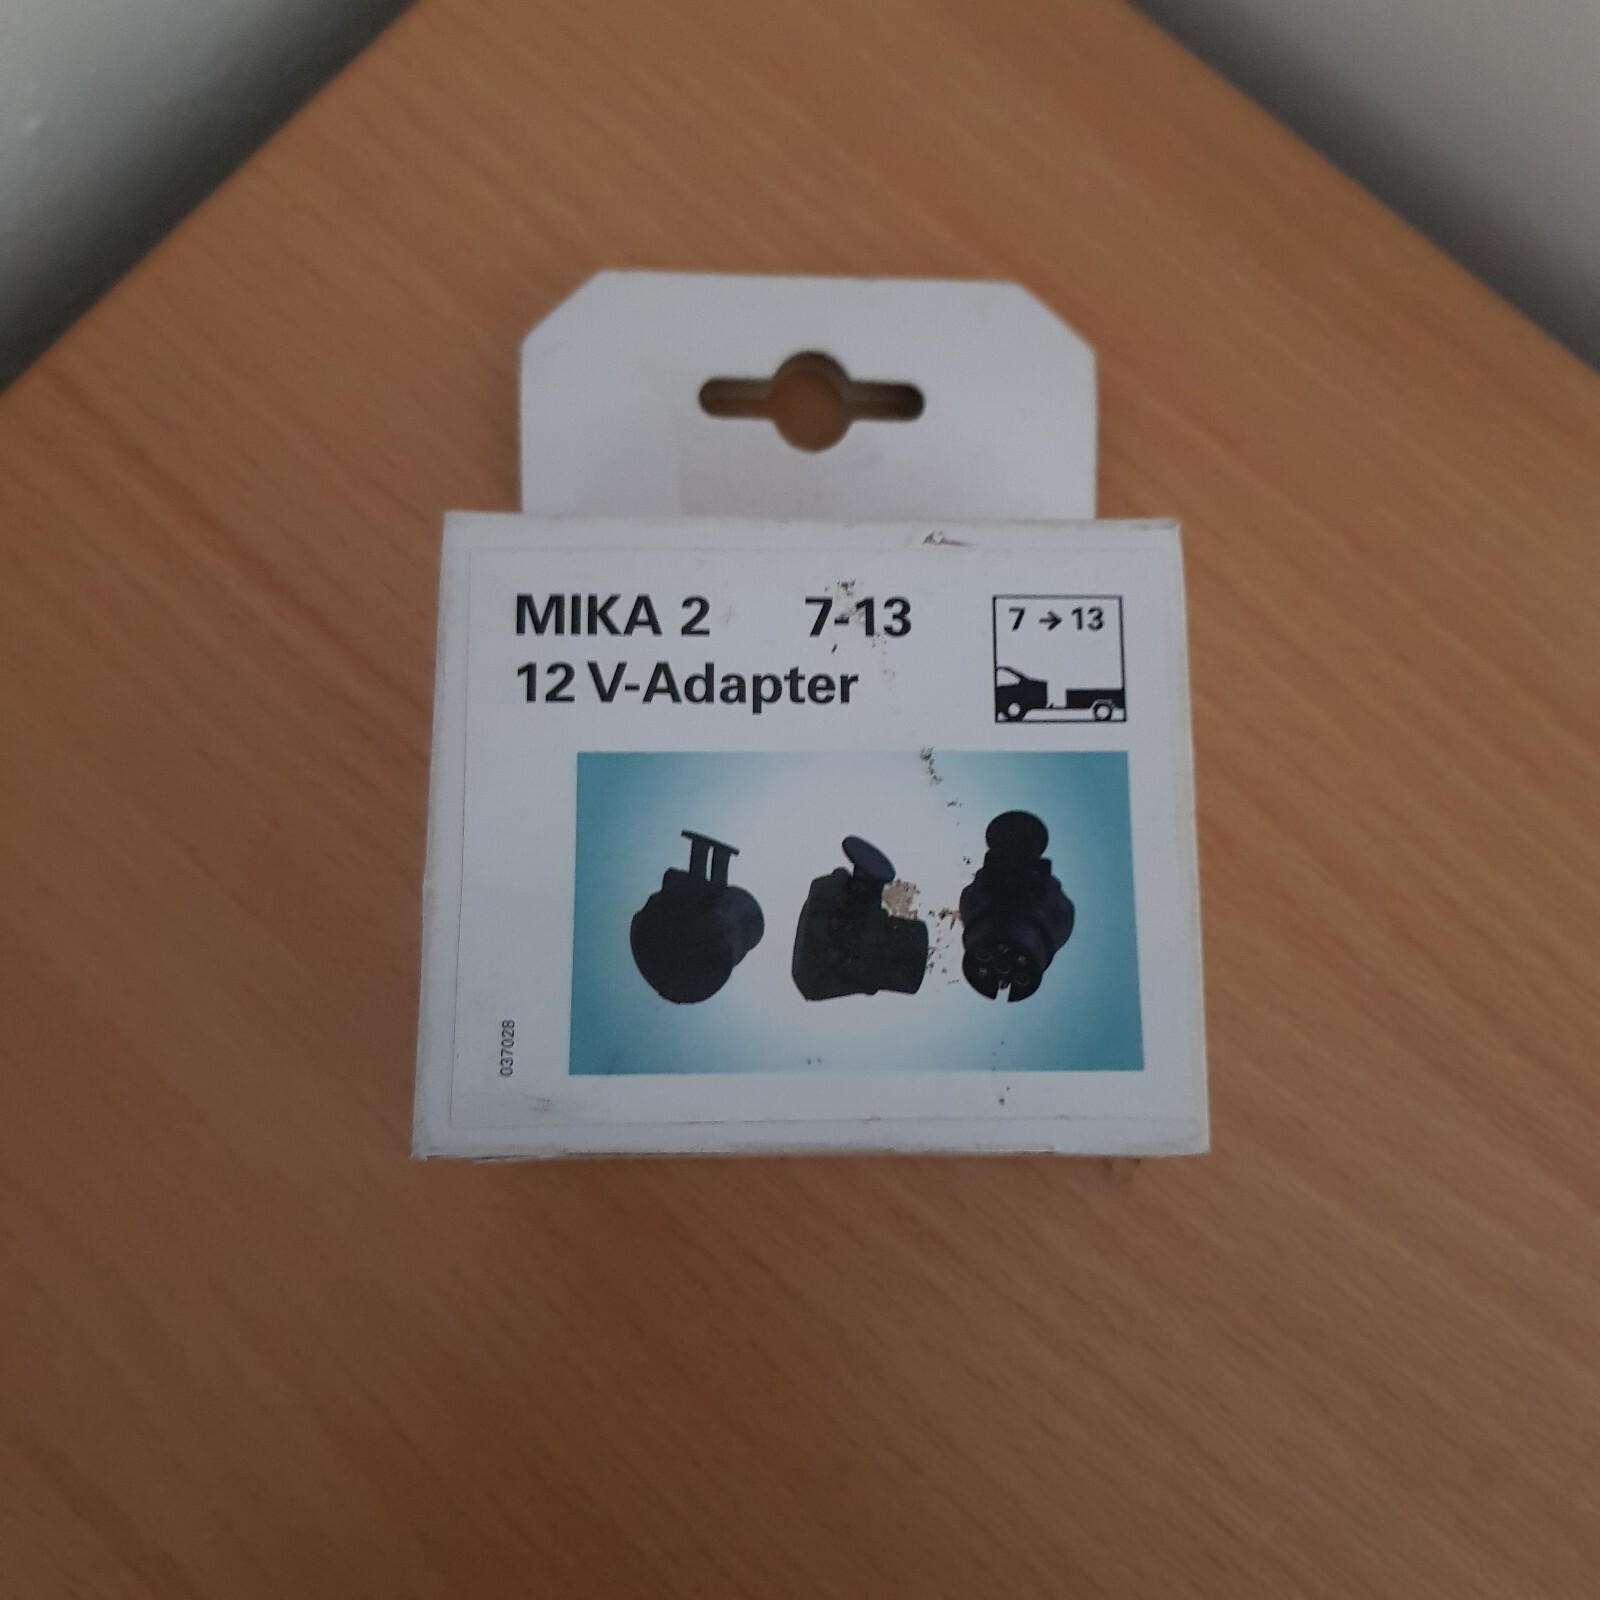 MIKA 2 7-13
12 V-Adapter
7 → 13
037028